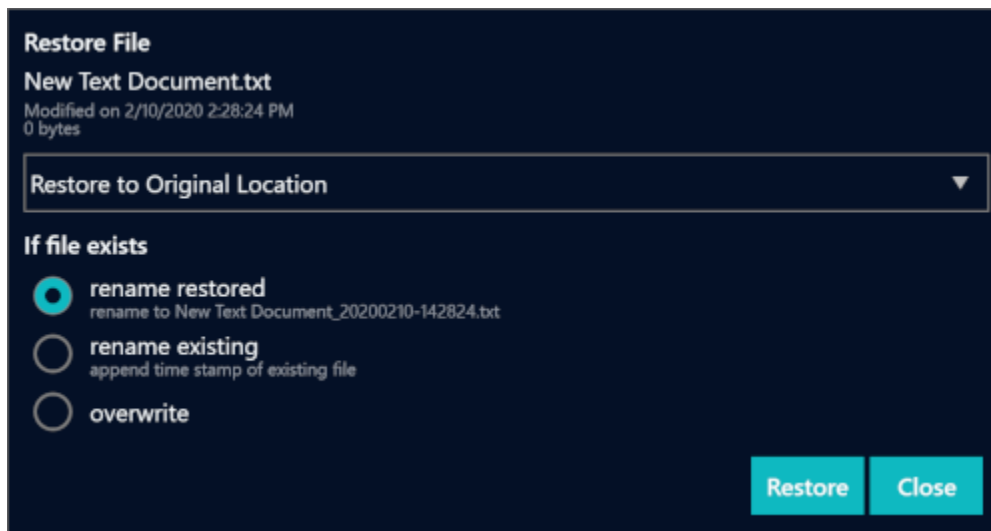 Restore File
New Text Document.txt
Modified on 2/10/2020 2:28:24 PM
0 bytes
Restore to Original Location
If file exists
rename restored
rename to New Text Document_20200210-142824.txt
rename existing
append time stamp of existing file
overwrite
Restore Close